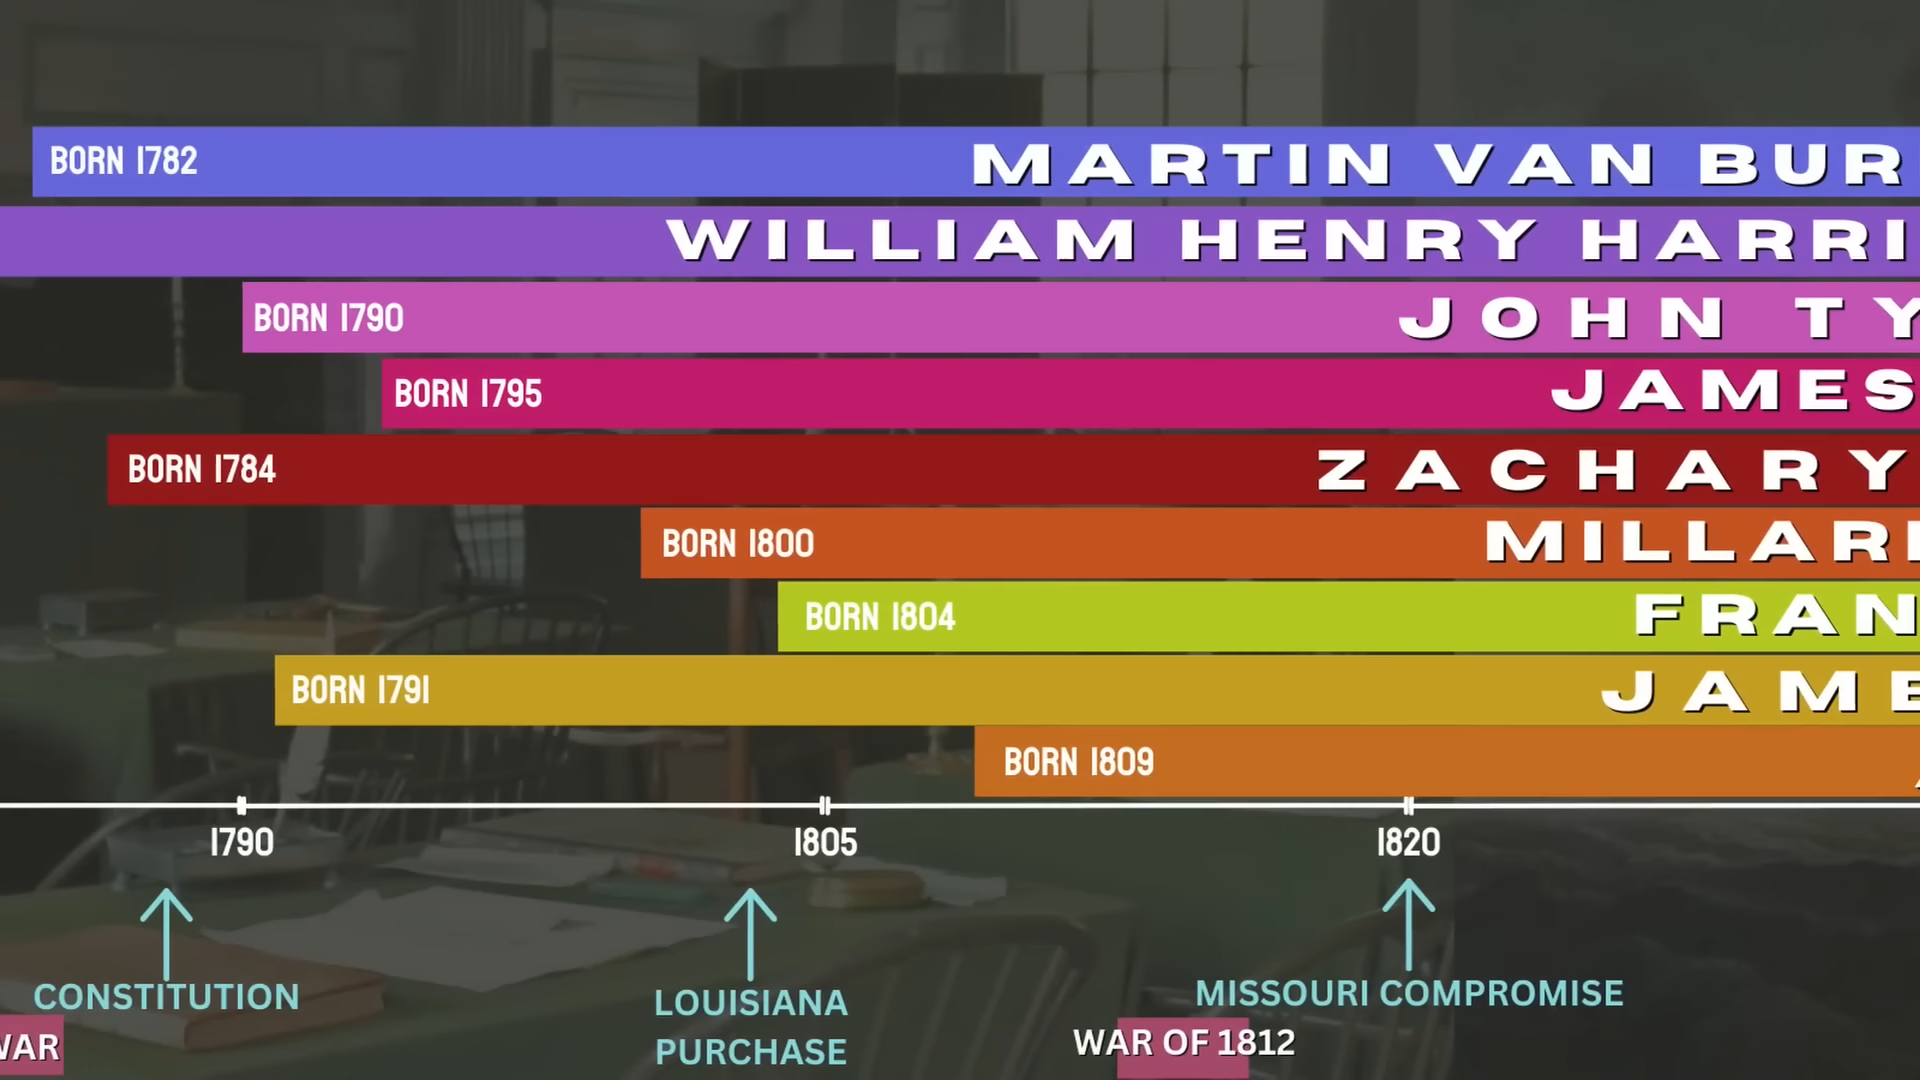 BORN 1782 MARTIN VAN BUR
WILLIAM HENRY HARRI
BORN 1790 JOHN TY
BORN 1795 JAMES
BORN 1784 ZACHARY
BORN 1800 MILLAR
BORN 1804 FRAN
BORN 1791 JAME
BORN 1809
1790 1805 1820
CONSTITUTION
LOUISIANA
PURCHASE
MISSOURI COMPROMISE
WAR
WAR OF 1812